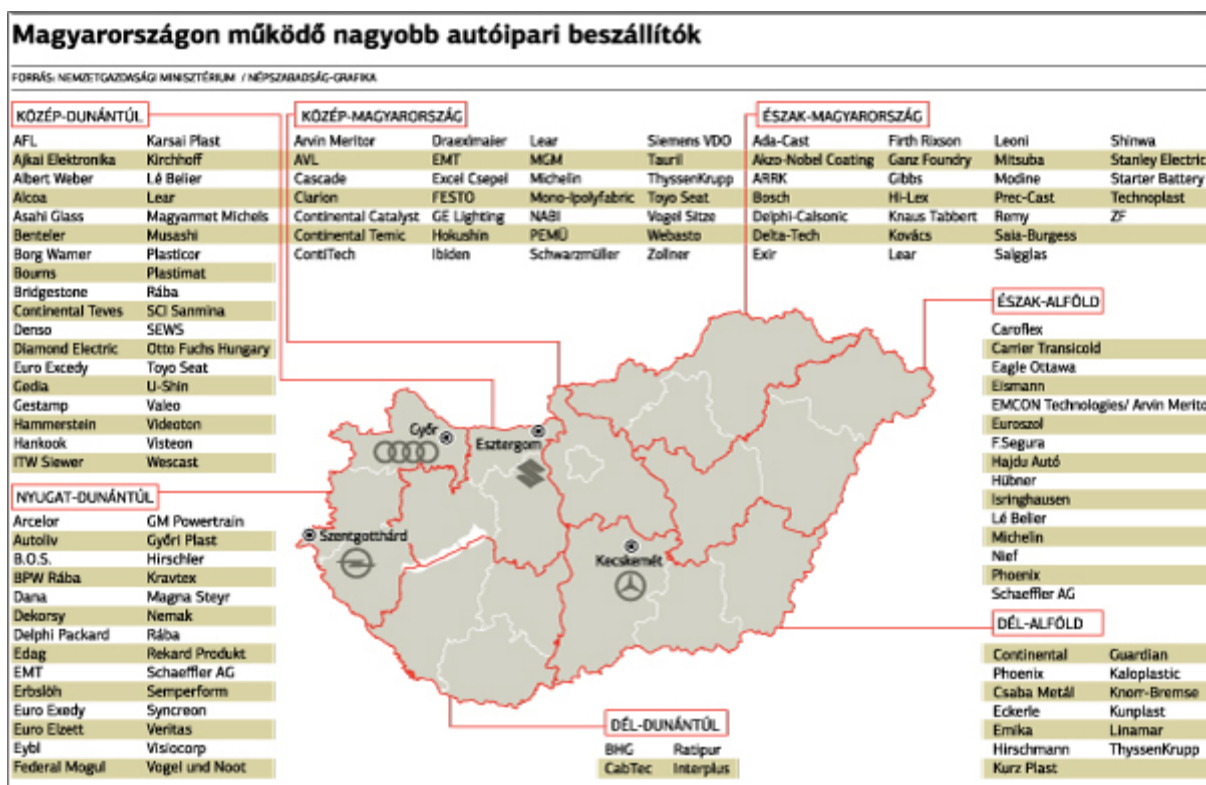 Magyarországon működő nagyobb autóipari beszállítók
FORRÁS: NEMZETGAZDASÁGI MINISZTÉRIUM / NÉPSZABADSÁG-GRAFIKA
KÖZÉP-DUNÁNTÚL
AFL Karsai Plast
Ajkai Elektronika Kirchhoff
Albert Weber Lé Belier
Alcoa Lear
Asahi Glass Magyarmet Michels
Benteler Musashi
Borg Warner Plasticor
Bourns Plastimat
Bridgestone Rába
Continental Teves SCI Sanmina
Denso SEWS
Diamond Electric Otto Fuchs Hungary
Euro Excedy Toyo Seat
Gedia U-Shin
Gestamp Valeo
Hammerstein Videoton
Hankook Visteon
ITW Siewer Wescast
KÖZÉP-MAGYARORSZÁG
Arvin Meritor Draexlmaier Lear Siemens VDO
AVL EMT MGM Tauril
Cascade Excel Csepel Michelin ThyssenKrupp
Clarion FESTO Mono-Ipolyfabric Toyo Seat
Continental Catalyst GE Lighting NABI Vogel Sitze
Continental Temic Hokushin PEMÜ Webasto
ContiTech Ibiden Schwarzmüller Zollner
ÉSZAK-MAGYARORSZÁG
Ada-Cast Firth Rixson Leoni Shinwa
Akzo-Nobel Coating Ganz Foundry Mitsuba Stanley Electric
ARRK Gibbs Modine Starter Battery
Bosch Hi-Lex Prec-Cast Technoplast
Delphi-Calsonic Knaus Tabbert Remy ZF
Delta-Tech Kovács Saia-Burgess
Exir Lear Salgglas
ÉSZAK-ALFÖLD
Caroflex
Carrier Transicold
Eagle Ottawa
Eismann
EMCON Technologies/ Arvin Merito
Euroszol
F.Segura
Hajdu Autó
Hübner
Isringhausen
Lé Belier
Michelin
Nief
Phoenix
Schaeffler AG
Győr
Esztergom
Szentgotthárd
Kecskemét
NYUGAT-DUNÁNTÚL
Arcelor GM Powertrain
Autoliv Győri Plast
B.O.S. Hirschler
BPW Rába Kravtex
Dana Magna Steyr
Dekorsy Nemak
Delphi Packard Rába
Edag Rekard Produkt
EMT Schaeffler AG
Erbslöh Semperform
Euro Exedy Syncreon
Euro Elzett Veritas
Eybl Visiocorp
Federal Mogul Vogel und Noot
DÉL-DUNÁNTÚL
BHG Ratipur
CabTec Interplus
DÉL-ALFÖLD
Continental Guardian
Phoenix Kaloplastic
Csaba Metál Knorr-Bremse
Eckerle Kunplast
Emika Linamar
Hirschmann ThyssenKrupp
Kurz Plast